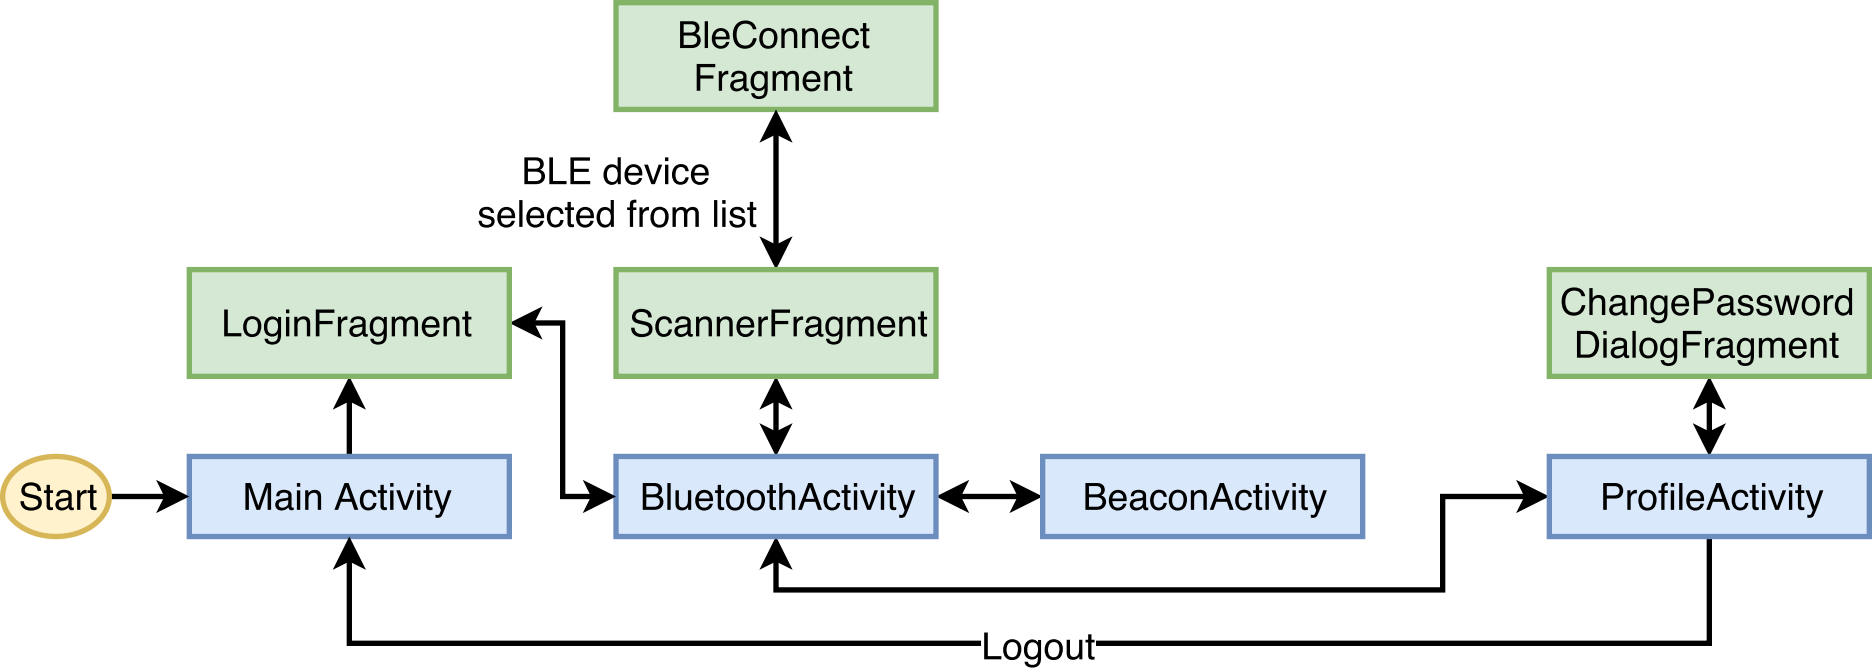 BleConnect
Fragment
BLE device
selected from list
LoginFragment
ScannerFragment
ChangePassword
DialogFragment
Start
Main Activity
BluetoothActivity
BeaconActivity
ProfileActivity
Logout